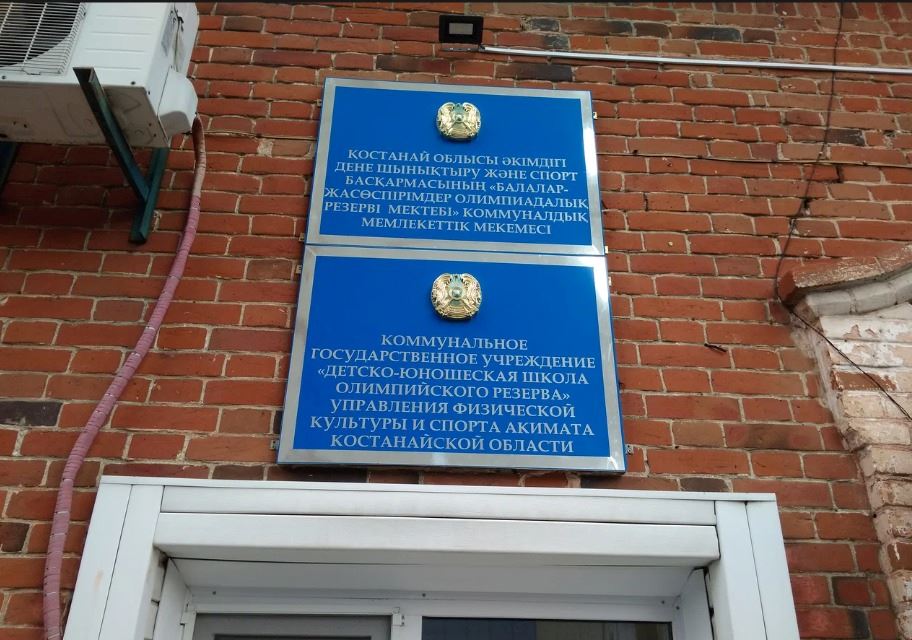 ҚОСТАНАЙ ОБЛЫСЫ ӘКІМДІГІ
ДЕНЕ ШЫНЫҚТЫРУ ЖӘНЕ СПОРТ
БАСҚАРМАСЫНЫҢ «БАЛАЛАР-
ЖАСӨСПІРІМДЕР ОЛИМПИАДАЛЫҚ
РЕЗЕРВІ МЕКТЕБІ» КОММУНАЛДЫҚ
МЕМЛЕКЕТТІК МЕКЕМЕСІ
КОММУНАЛЬНОЕ
ГОСУДАРСТВЕННОЕ УЧРЕЖДЕНИЕ
«ДЕТСКО-ЮНОШЕСКАЯ ШКОЛА
ОЛИМПИЙСКОГО РЕЗЕРВА»
УПРАВЛЕНИЯ ФИЗИЧЕСКОЙ
КУЛЬТУРЫ И СПОРТА АКИМАТА
КОСТАНАЙСКОЙ ОБЛАСТИ